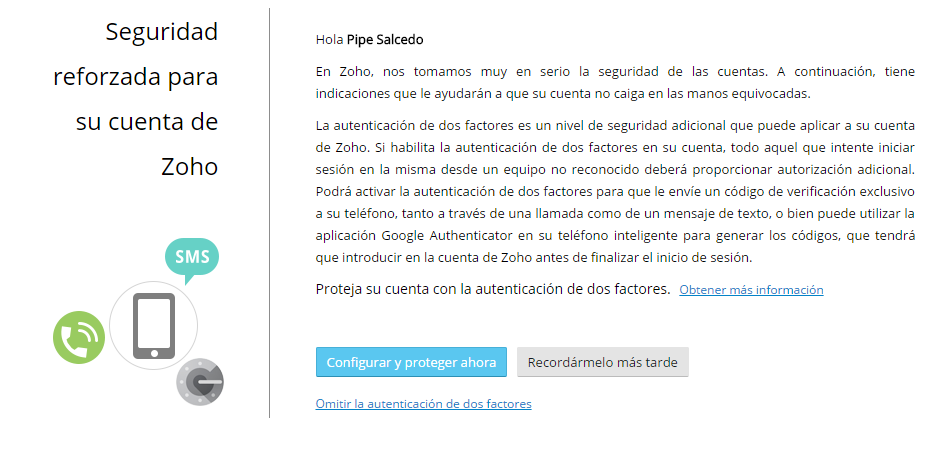 Seguridad
reforzada para
su cuenta de
Zoho
SMS
Hola Pipe Salcedo
En Zoho, nos tomamos muy en serio la seguridad de las cuentas. A continuación, tiene
indicaciones que le ayudarán a que su cuenta no caiga en las manos equivocadas.
La autenticación de dos factores es un nivel de seguridad adicional que puede aplicar a su cuenta
de Zoho. Si habilita la autenticación de dos factores en su cuenta, todo aquel que intente iniciar
sesión en la misma desde un equipo no reconocido deberá proporcionar autorización adicional.
Podrá activar la autenticación de dos factores para que le envíe un código de verificación exclusivo
a su teléfono, tanto a través de una llamada como de un mensaje de texto, o bien puede utilizar la
aplicación Google Authenticator en su teléfono inteligente para generar los códigos, que tendrá
que introducir en la cuenta de Zoho antes de finalizar el inicio de sesión.
Proteja su cuenta con la autenticación de dos factores. Obtener más información
Configurar y proteger ahora Recordármelo más tarde
Omitir la autenticación de dos factores